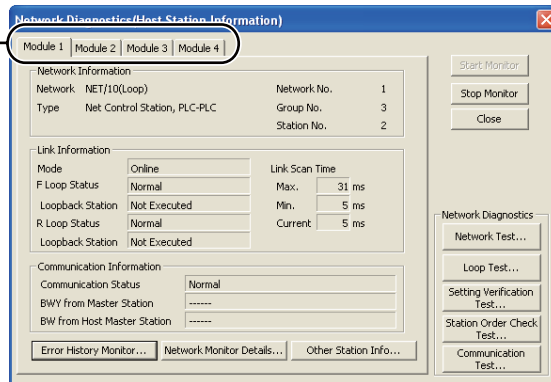 Network Diagnostics(Host Station Information)
Module 1 Module 2 Module 3 Module 4
Start Monitor
Stop Monitor
Close
Network Information
Network NET/10(Loop) Network No. 1
Type Net Control Station, PLC-PLC Group No. 3
Station No. 2
Link Information
Mode Online Link Scan Time
F Loop Status Normal Max. 31 ms
Loopback Station Not Executed Min. 5 ms
R Loop Status Normal Current 5 ms
Loopback Station Not Executed
Communication Information
Communication Status Normal
BWY from Master Station ------
BW from Host Master Station ------
Error History Monitor... Network Monitor Details... Other Station Info...
Network Diagnostics
Network Test...
Loop Test...
Setting Verification
Test...
Station Order Check
Test...
Communication
Test...